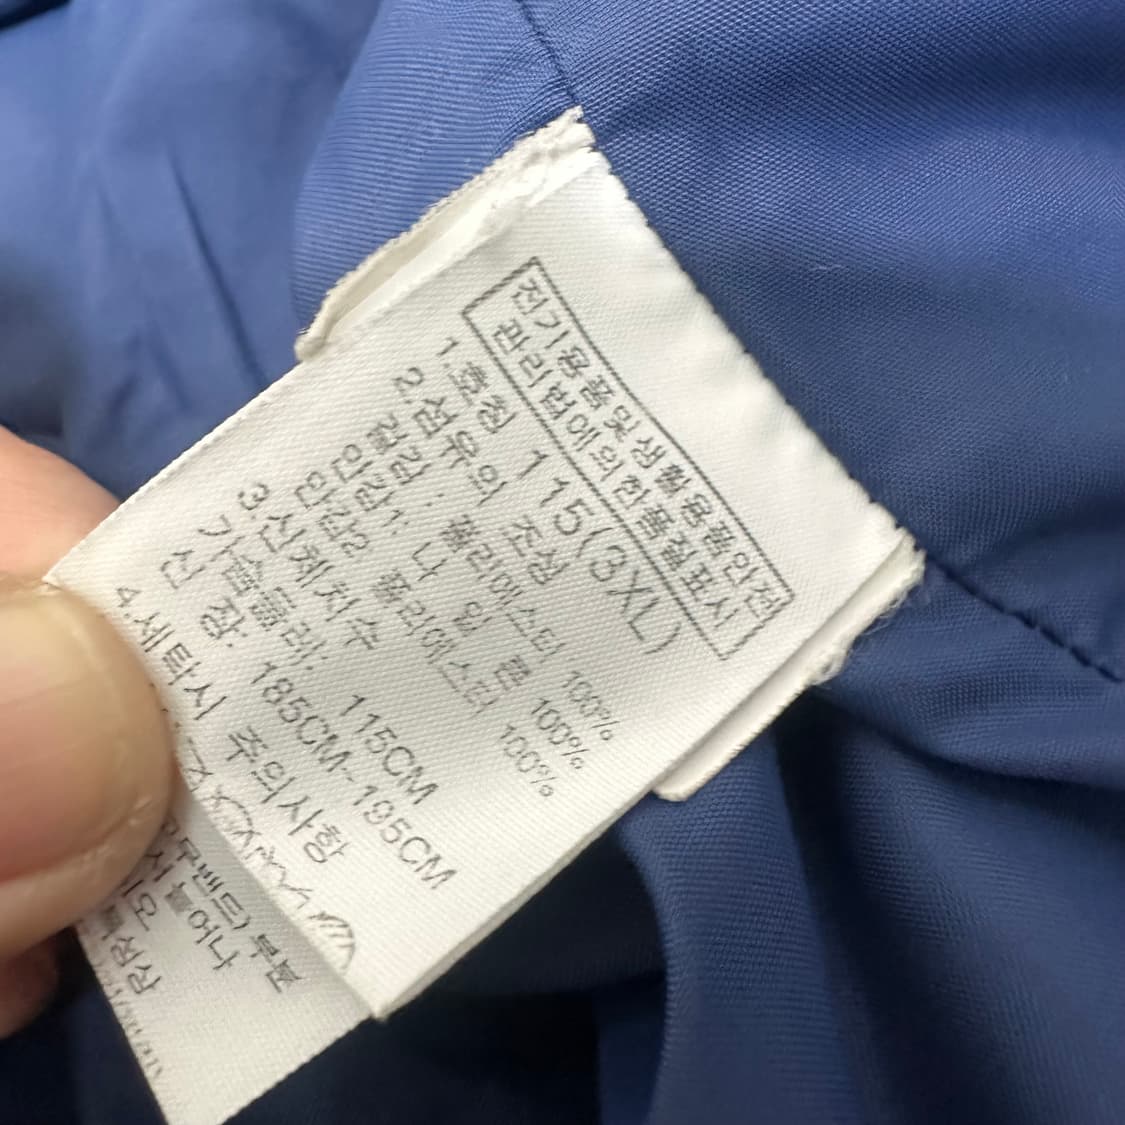 전기용품및생활용품안전
관리법에의한품질표시
1.호칭 115(3XL)
2.섬유의 조성
겉감: 폴리에스터 100%
안감1: 나 일 론 100%
안감2 폴리에스터 100%
3.신체치수
가슴둘레: 115CM
신 장: 185CM~195CM
4.세탁시 주의사항
부분